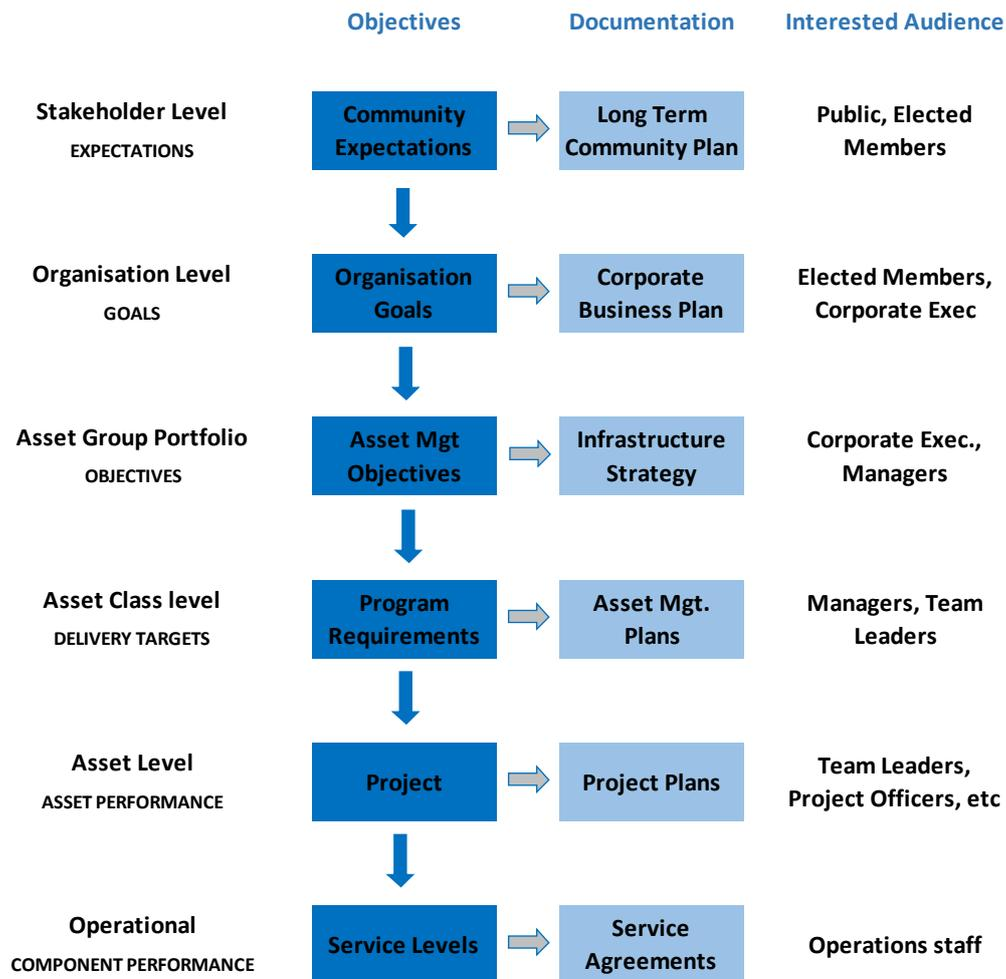 Objectives
Documentation
Interested Audience
Stakeholder Level
EXPECTATIONS
Community
Expectations
Long Term
Community Plan
Public, Elected
Members
Organisation Level
GOALS
Organisation
Goals
Corporate
Business Plan
Elected Members,
Corporate Exec
Asset Group Portfolio
OBJECTIVES
Asset Mgt
Objectives
Infrastructure
Strategy
Corporate Exec.,
Managers
Asset Class level
DELIVERY TARGETS
Program
Requirements
Asset Mgt.
Plans
Managers, Team
Leaders
Asset Level
ASSET PERFORMANCE
Project
Project Plans
Team Leaders,
Project Officers, etc
Operational
COMPONENT PERFORMANCE
Service Levels
Service
Agreements
Operations staff